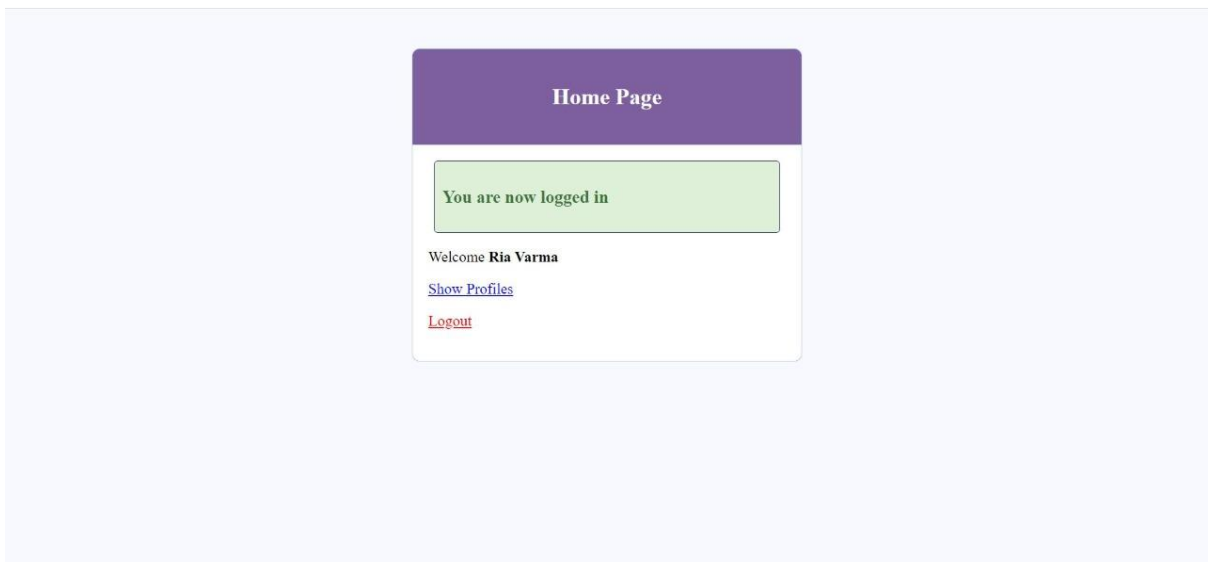 Home Page
You are now logged in
Welcome Ria Varma
Show Profiles
Logout